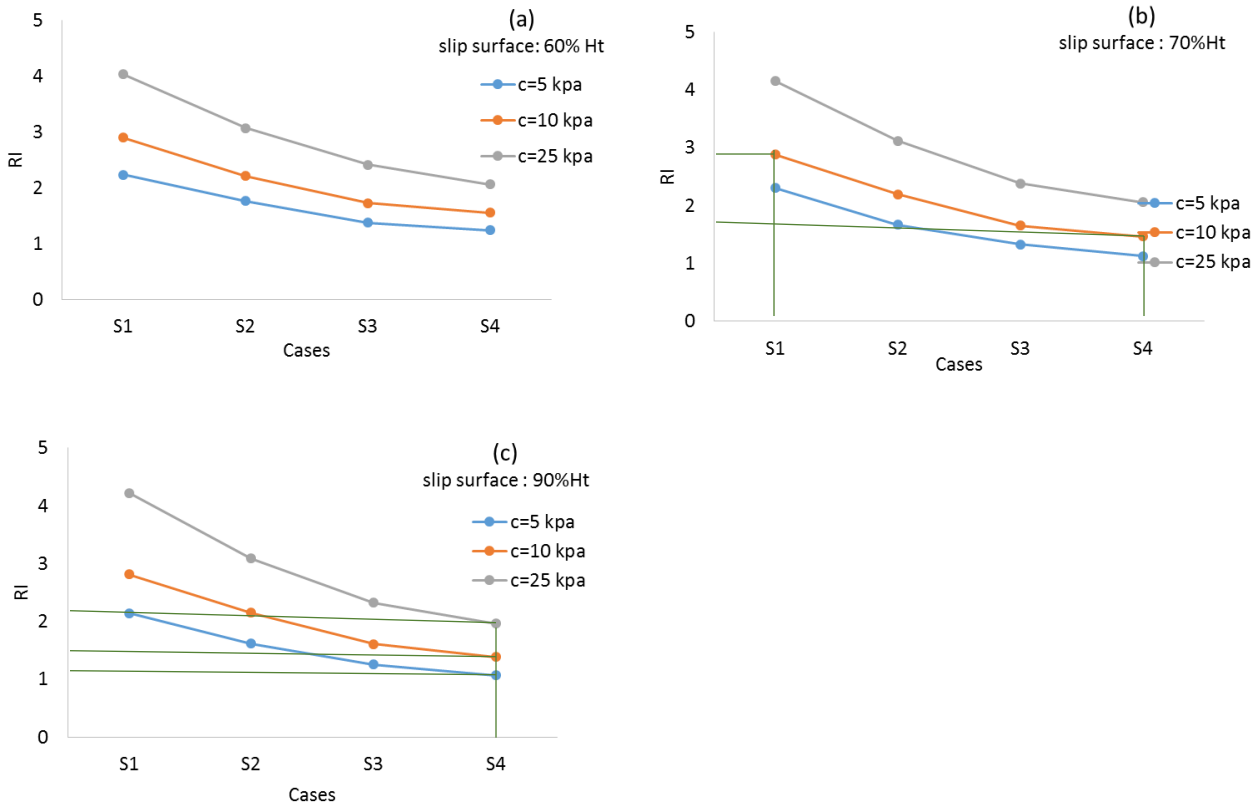 (a)
slip surface: 60% Ht
c=5 kpa
c=10 kpa
c=25 kpa
5
4
3
2
1
0
RI
S1 S2 S3 S4
Cases
(b)
slip surface : 70%Ht
c=5 kpa
c=10 kpa
c=25 kpa
5
4
3
2
1
0
RI
S1 S2 S3 S4
Cases
(c)
slip surface : 90%Ht
c=5 kpa
c=10 kpa
c=25 kpa
5
4
3
2
1
0
RI
S1 S2 S3 S4
Cases